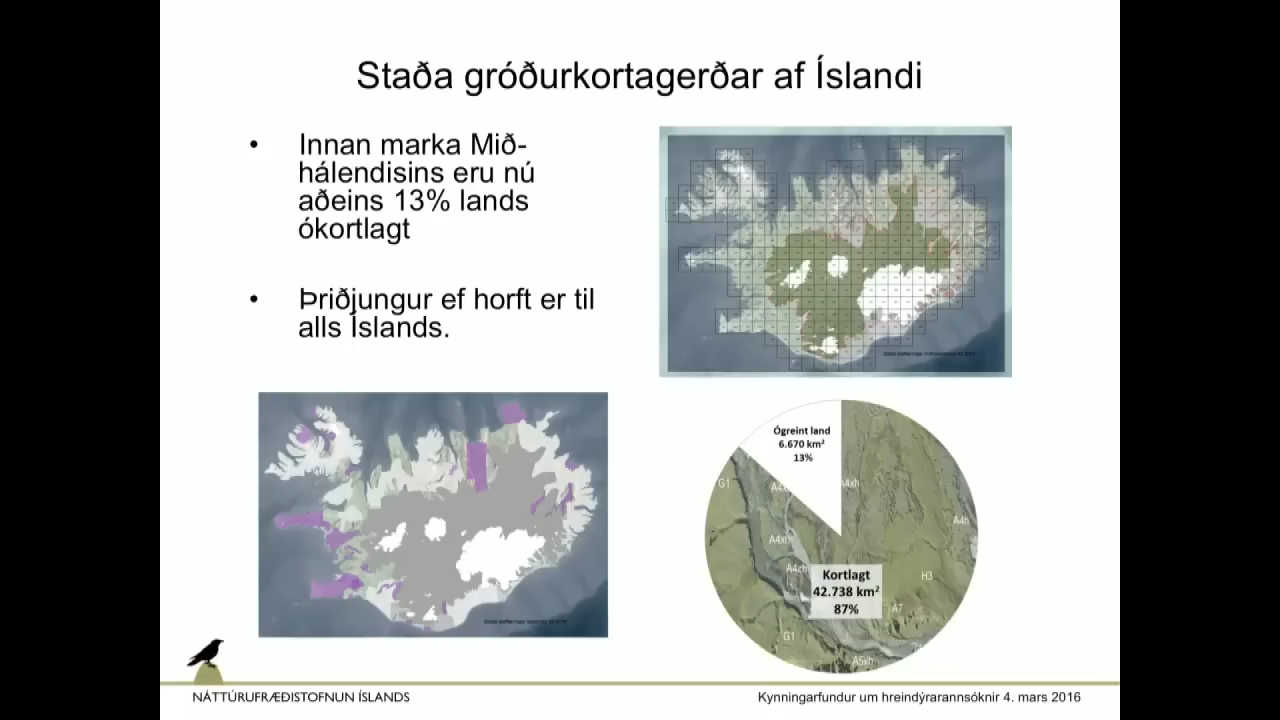 Staða gróðurkortagerðar af Íslandi
• Innan marka Mið-
hálendisins eru nú
aðeins 13% lands
ókortlagt
• Þriðjungur ef horft er til
alls Íslands.
Ógreint land
6.670 km²
13%
G1
A4xh
A4h
A4xh
A4zh
H3
Kortlagt
42.738 km²
87%
A7
G1
A5xh
NÁTTÚRUFRÆÐISTOFNUN ÍSLANDS
Kynningarfundur um hreindýrarannsóknir 4. mars 2016